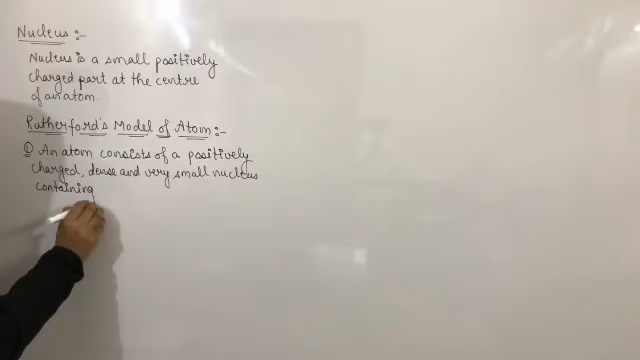 Nucleus :-
Nucleus is a small positively
charged part at the centre
of an atom.
Rutherford's Model of Atom :-
① An atom consists of a positively
charged, dense and very small nucleus
containing